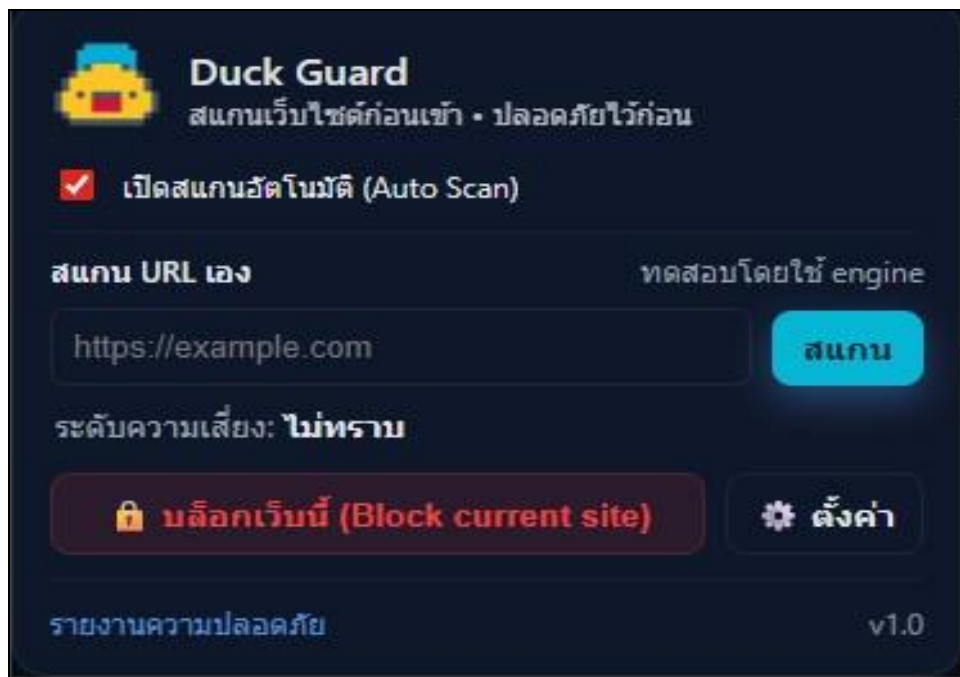 Duck Guard
สแกนเว็บไซต์ก่อนเข้า • ปลอดภัยไว้ก่อน
เปิดสแกนอัตโนมัติ (Auto Scan)
สแกน URL เอง ทดสอบโดยใช้ engine
https://example.com สแกน
ระดับความเสี่ยง: ไม่ทราบ
บล็อกเว็บนี้ (Block current site) ตั้งค่า
รายงานความปลอดภัย v1.0